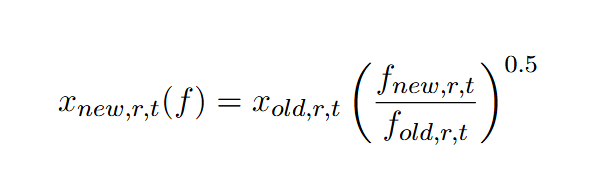 $x_{new,r,t}(f) = x_{old,r,t} \left( \frac{f_{new,r,t}}{f_{old,r,t}} \right)^{0.5}$